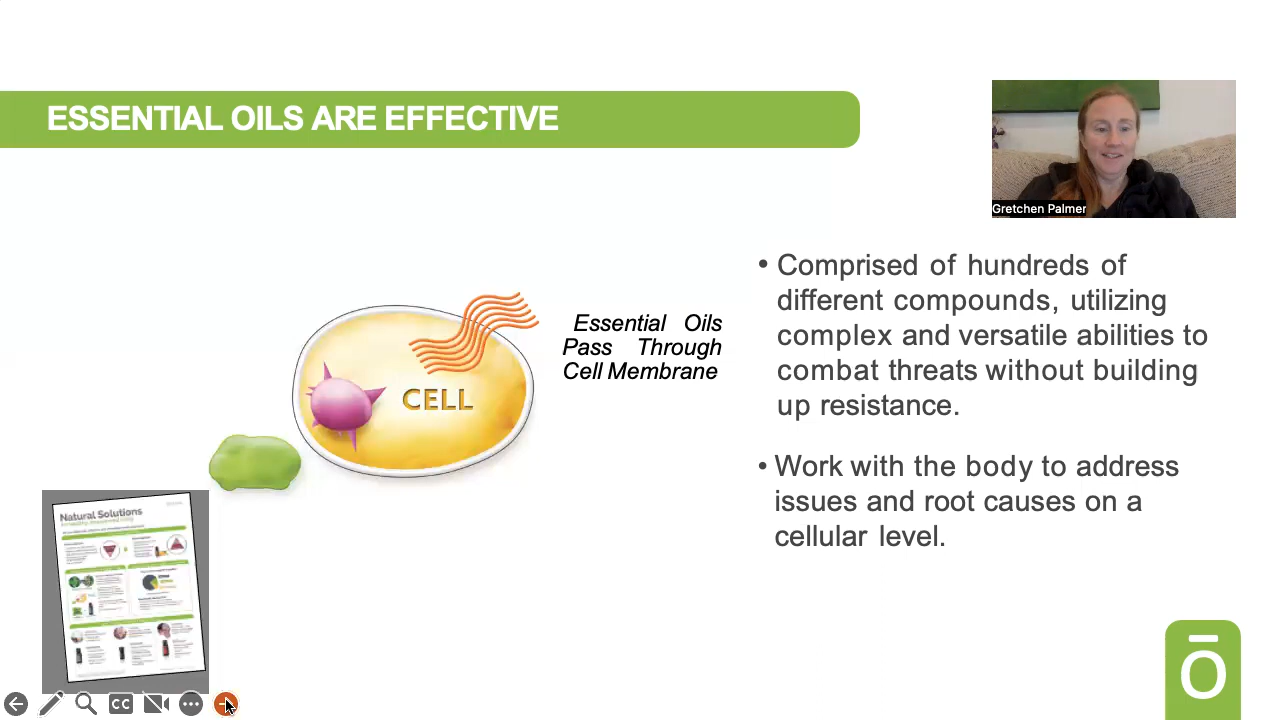 ESSENTIAL OILS ARE EFFECTIVE
Gretchen Palmer
• Comprised of hundreds of
different compounds, utilizing
complex and versatile abilities to
combat threats without building
up resistance.
• Work with the body to address
issues and root causes on a
cellular level.
Essential Oils
Pass Through
Cell Membrane
CELL
Natural Solutions
CC
ō